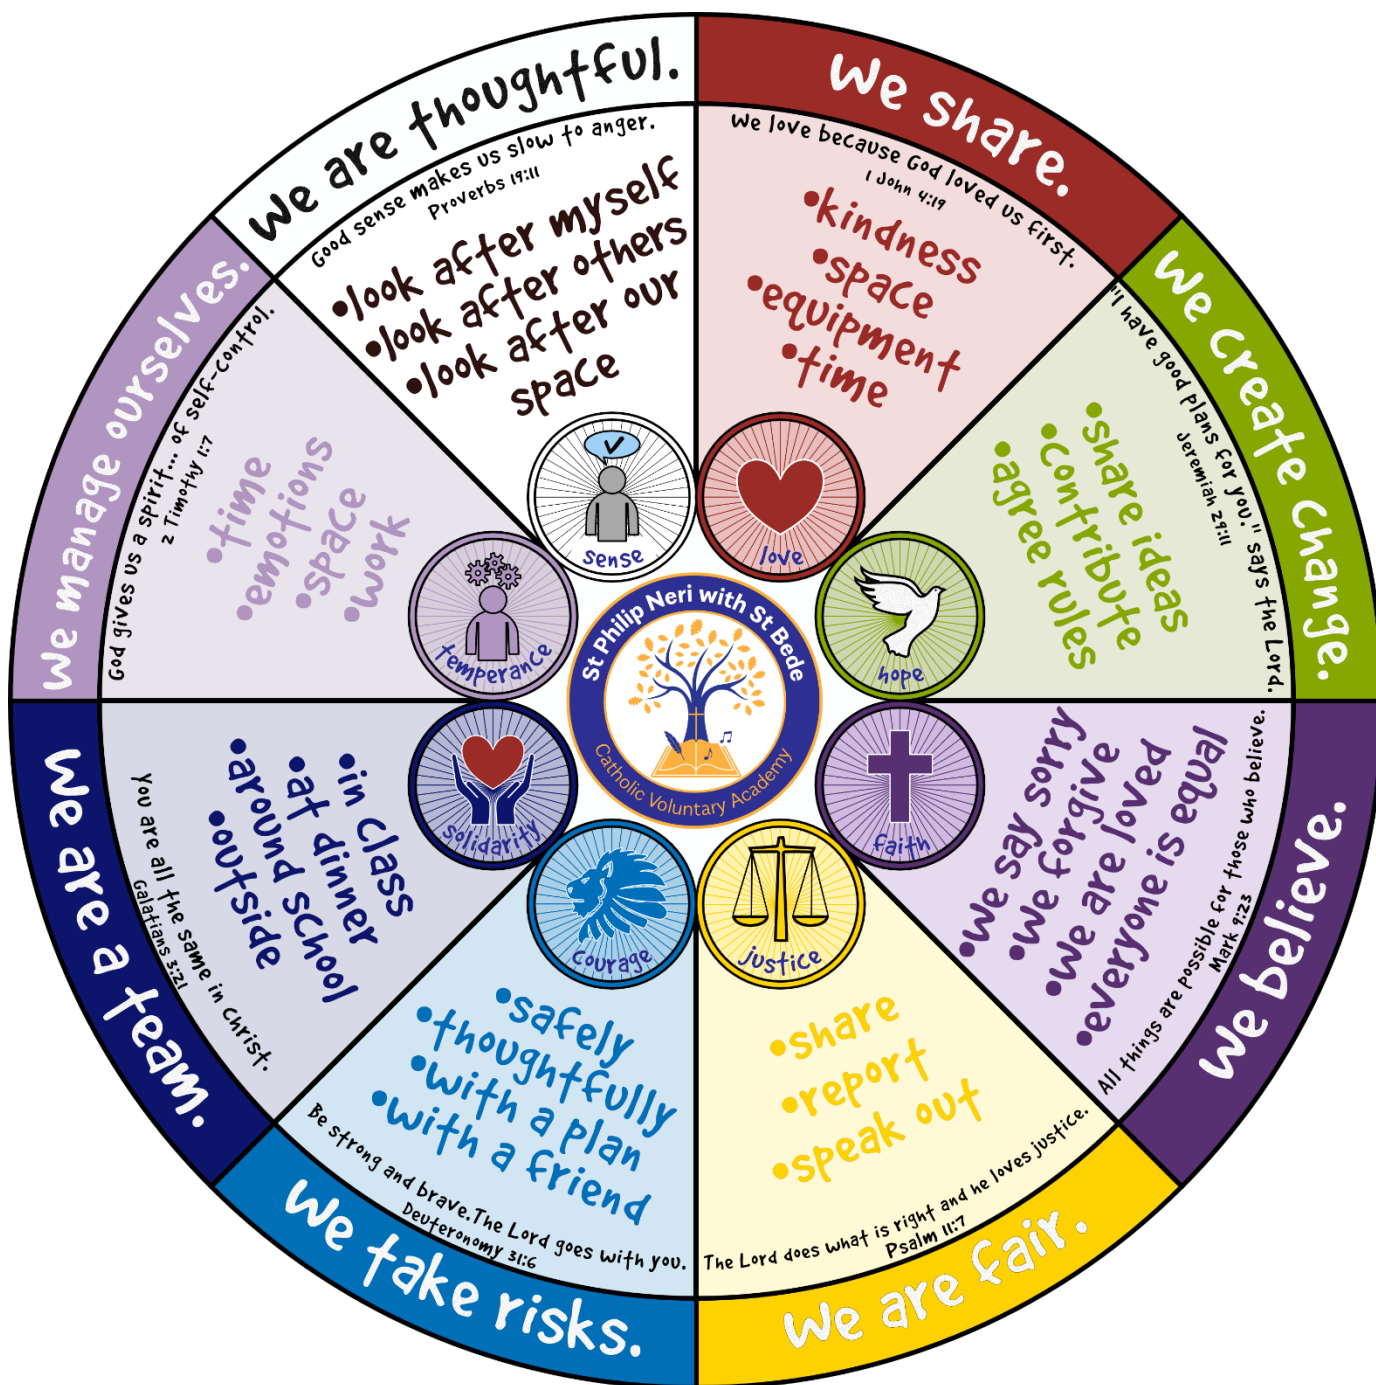 We share.
We love because God loved us first.
1 John 4:19
•kindness
•space
•equipment
•time
love
We create change.
"I have good plans for you." says the Lord.
Jeremiah 29:11
•share ideas
•contribute
•agree rules
hope
We believe.
All things are possible for those who believe.
Mark 9:23
•we say sorry
•we forgive
•we are loved
•everyone is equal
faith
We are fair.
The Lord does what is right and he loves justice.
Psalm 11:7
•share
•report
•speak out
justice
We take risks.
Be strong and brave.The Lord goes with you.
Deuteronomy 31:6
•safely
•thoughtfully
•with a plan
•with a friend
courage
We are a team.
You are all the same in Christ.
Galatians 3:21
•in class
•at dinner
•around school
•outside
solidarity
We manage ourselves.
God gives us a spirit... of self-control.
2 Timothy 1:7
•time
•emotions
•space
•work
temperance
We are thoughtful.
Good sense makes us slow to anger.
Proverbs 19:11
•look after myself
•look after others
•look after our
space
sense
St Philip Neri with St Bede
Catholic Voluntary Academy